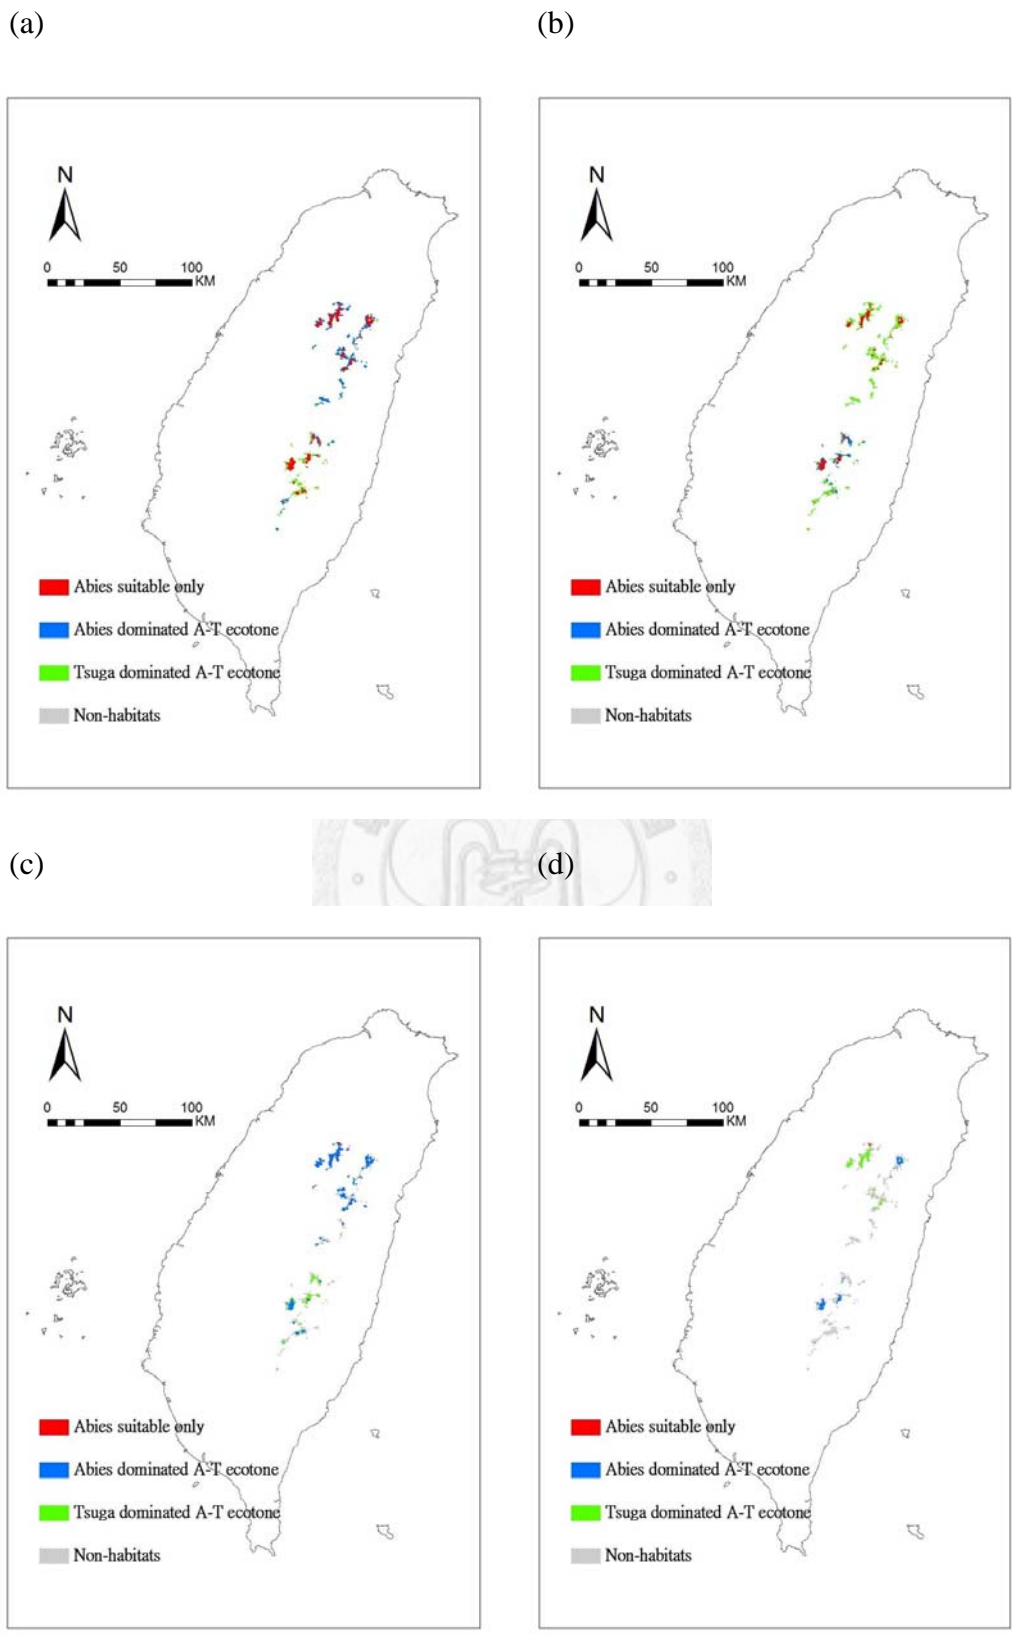 (a)
(b)
N
0 50 100
KM
Abies suitable only
Abies dominated A-T ecotone
Tsuga dominated A-T ecotone
Non-habitats
N
0 50 100
KM
Abies suitable only
Abies dominated A-T ecotone
Tsuga dominated A-T ecotone
Non-habitats
(c)
(d)
N
0 50 100
KM
Abies suitable only
Abies dominated A-T ecotone
Tsuga dominated A-T ecotone
Non-habitats
N
0 50 100
KM
Abies suitable only
Abies dominated A-T ecotone
Tsuga dominated A-T ecotone
Non-habitats